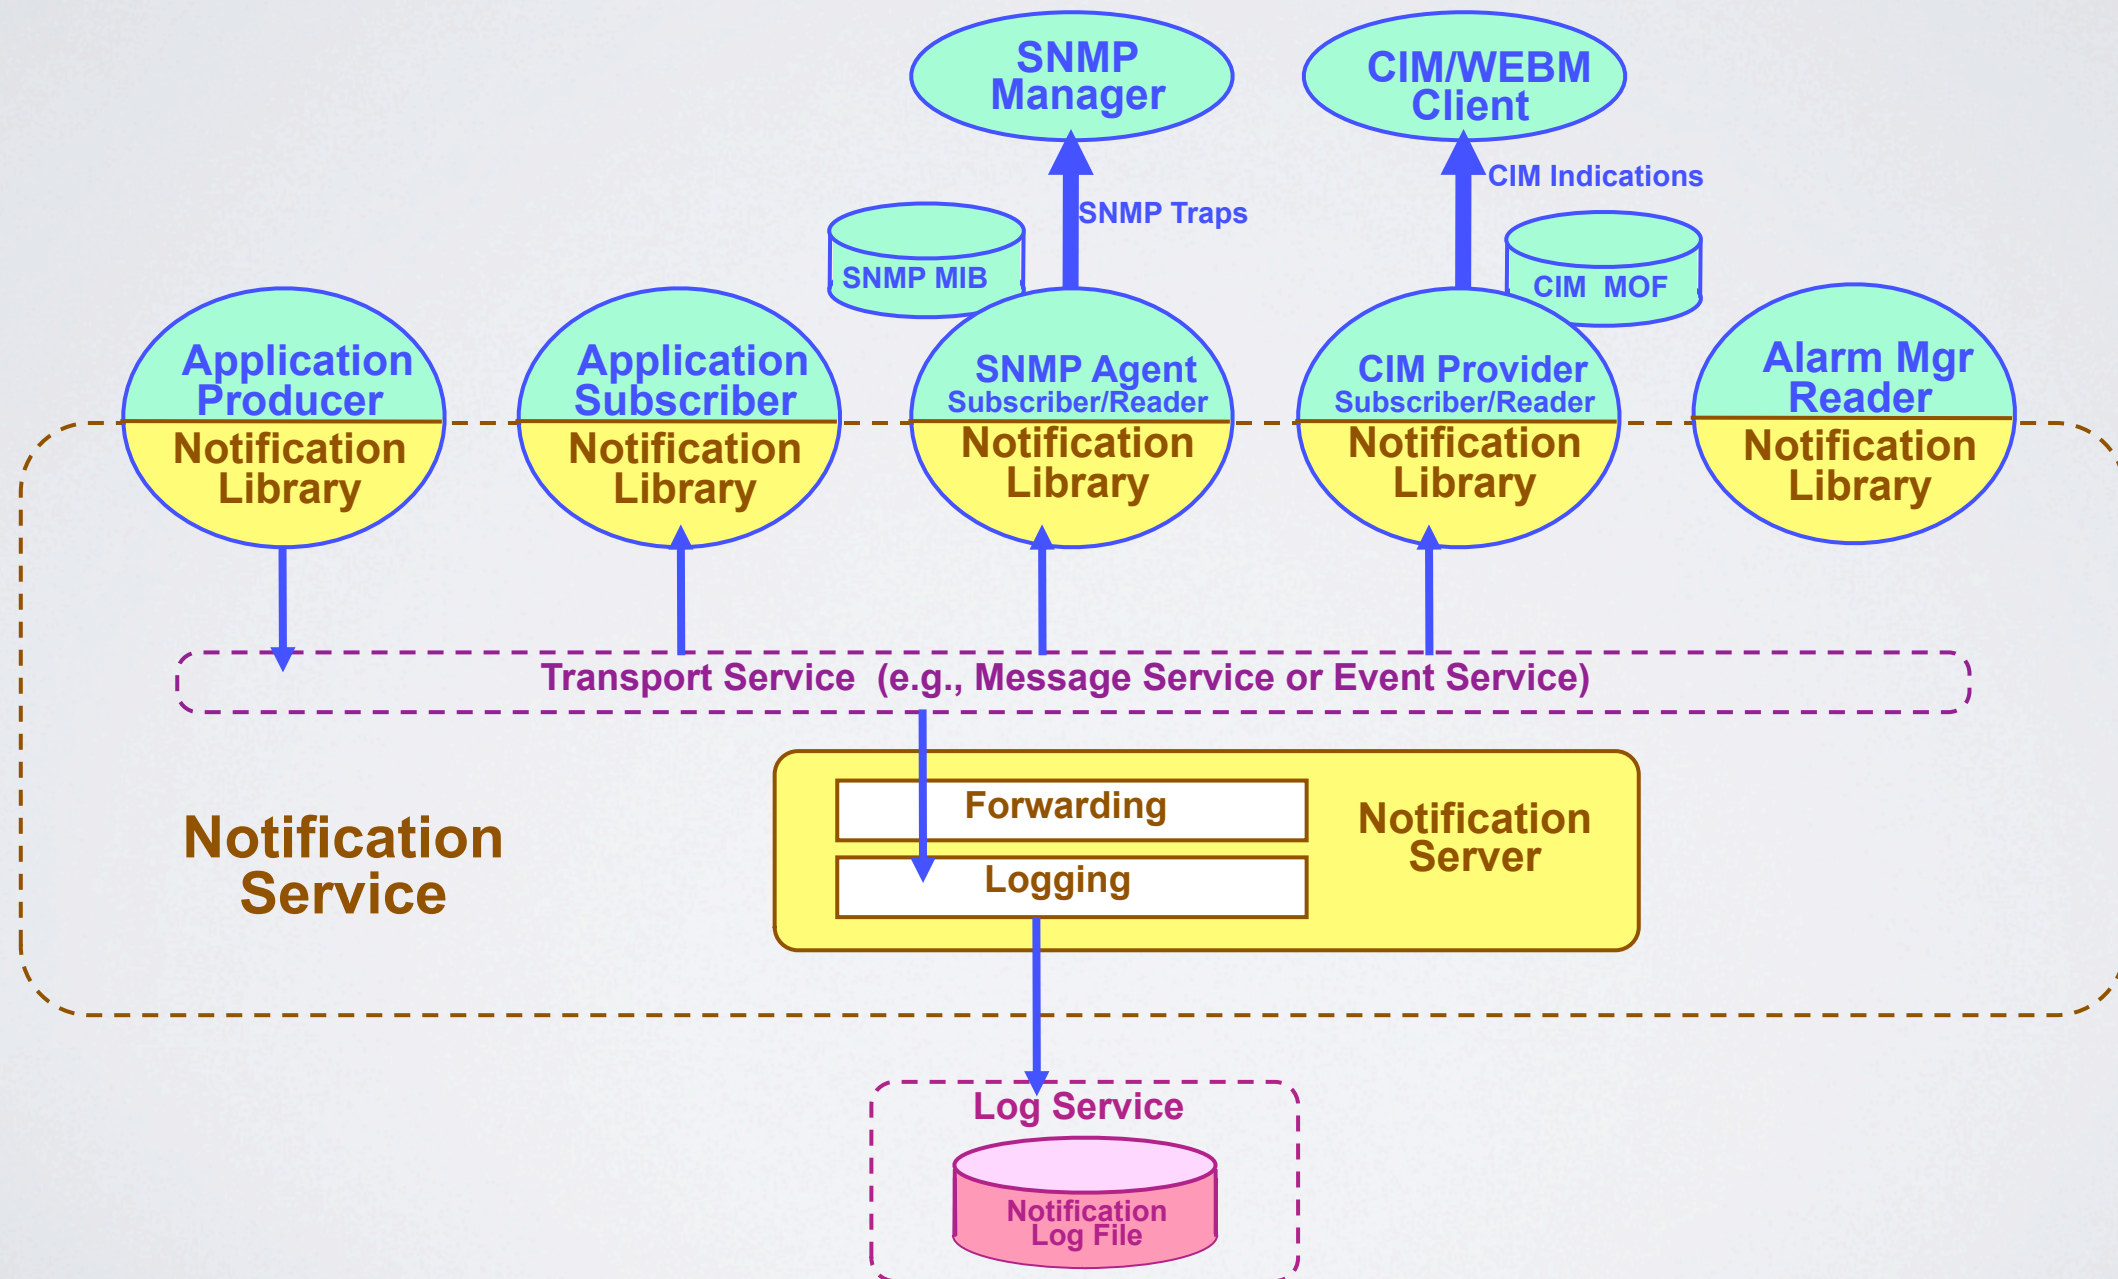 SNMP
Manager
CIM/WEBM
Client
CIM Indications
SNMP Traps
SNMP MIB
CIM MOF
Application
Producer
Notification
Library
Application
Subscriber
Notification
Library
SNMP Agent
Subscriber/Reader
Notification
Library
CIM Provider
Subscriber/Reader
Notification
Library
Alarm Mgr
Reader
Notification
Library
Transport Service (e.g., Message Service or Event Service)
Notification
Service
Forwarding
Logging
Notification
Server
Log Service
Notification
Log File